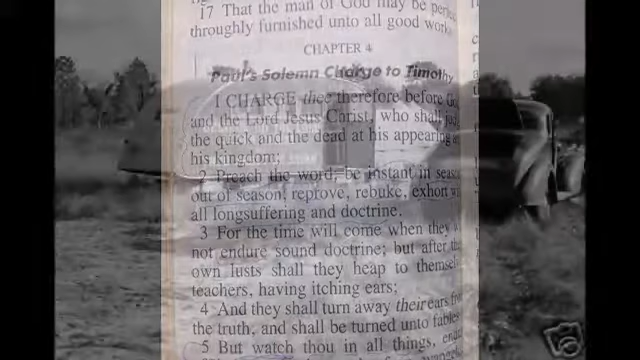 17 That the man of God may be
throughly furnished unto all good
CHAPTER 4
Paul's Solemn Charge to Timothy
1 CHARGE thee therefore before
and the Lord Jesus Christ, who shall
the quick and the dead at his appearing
his kingdom;
2 Preach the word; be instant in
out of season; reprove, rebuke, exhort
all longsuffering and doctrine.
3 For the time will come when they
not endure sound doctrine; but after
own lusts shall they heap to
teachers, having itching ears;
4 And they shall turn away their ears
the truth, and shall be turned unto fables
5 But watch thou in all things,